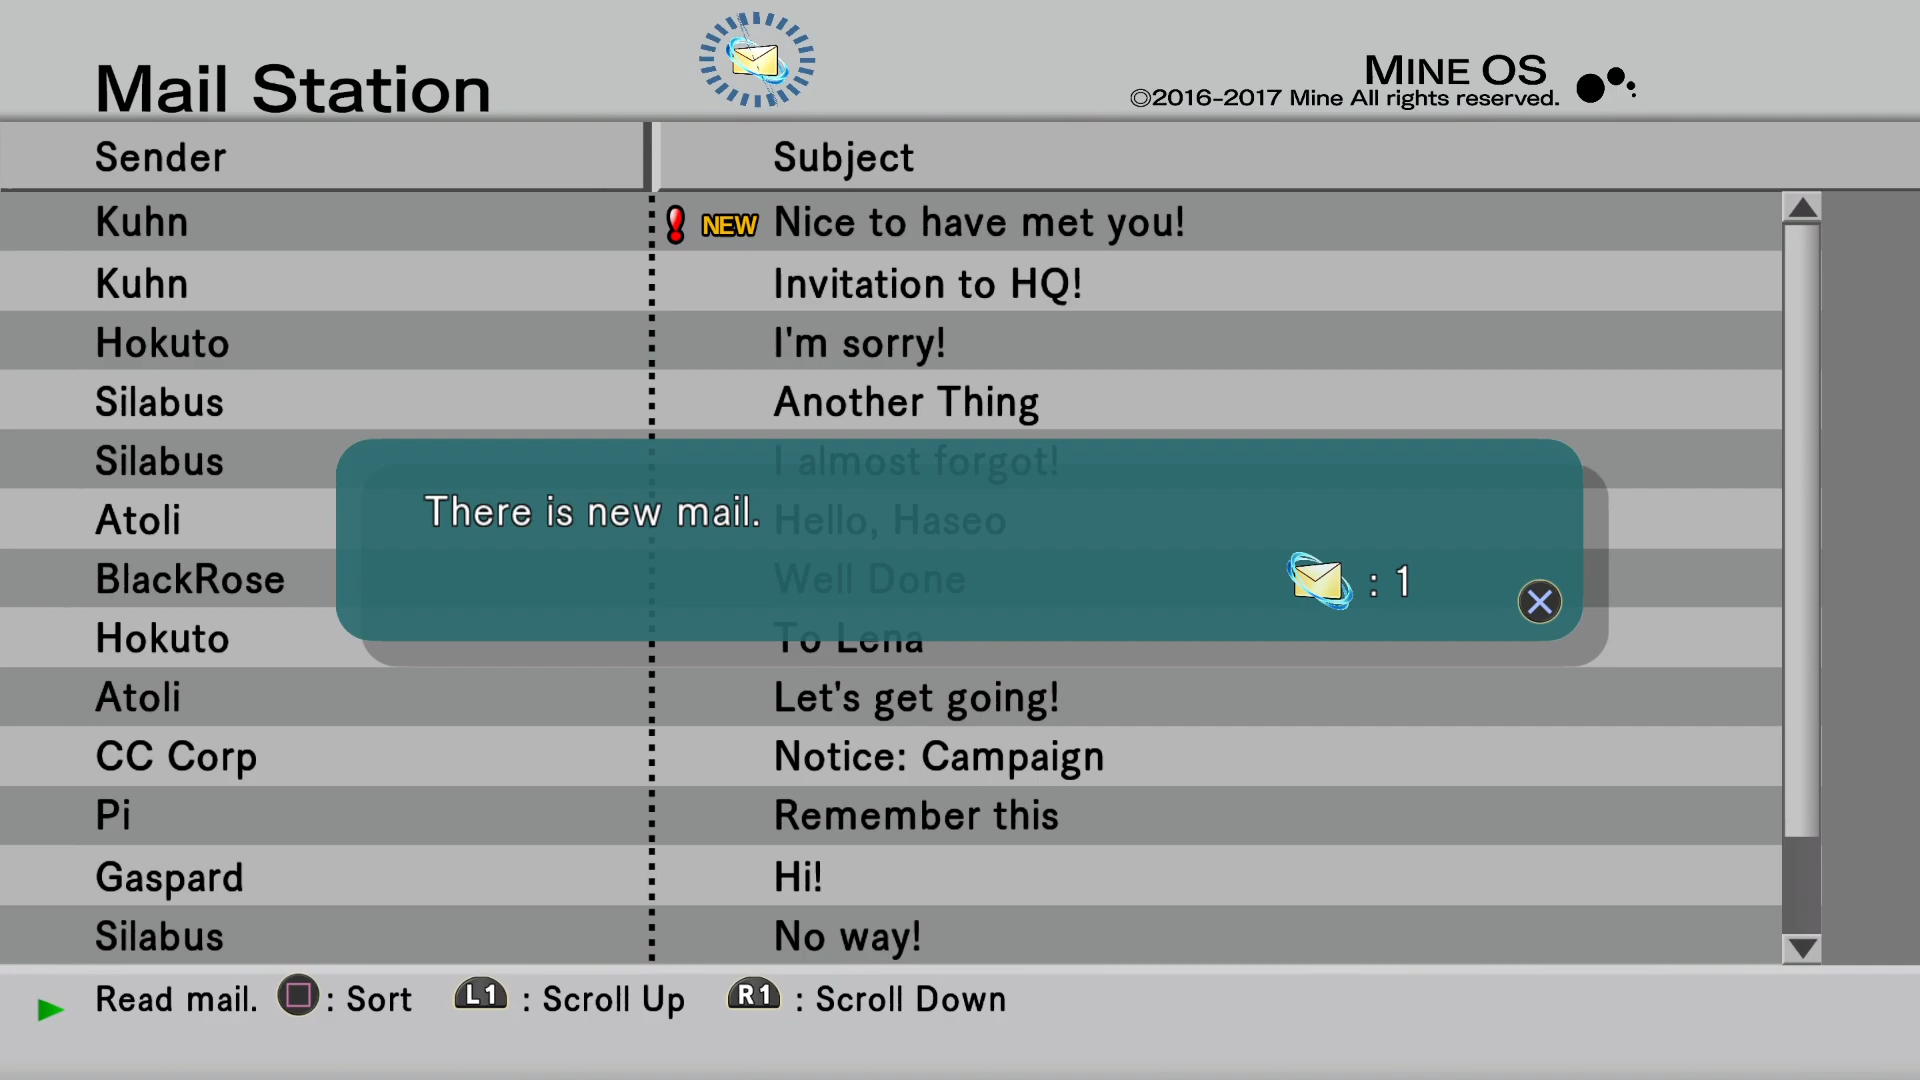 Mail Station
MINE OS
©2016-2017 Mine All rights reserved.
Sender Subject
Kuhn NEW Nice to have met you!
Kuhn Invitation to HQ!
Hokuto I'm sorry!
Silabus Another Thing
Silabus I almost forgot!
There is new mail.
Atoli Hello, Haseo
BlackRose Well Done
: 1
Hokuto To Lena
Atoli Let's get going!
CC Corp Notice: Campaign
Pi Remember this
Gaspard Hi!
Silabus No way!
Read mail. : Sort L1 : Scroll Up R1 : Scroll Down